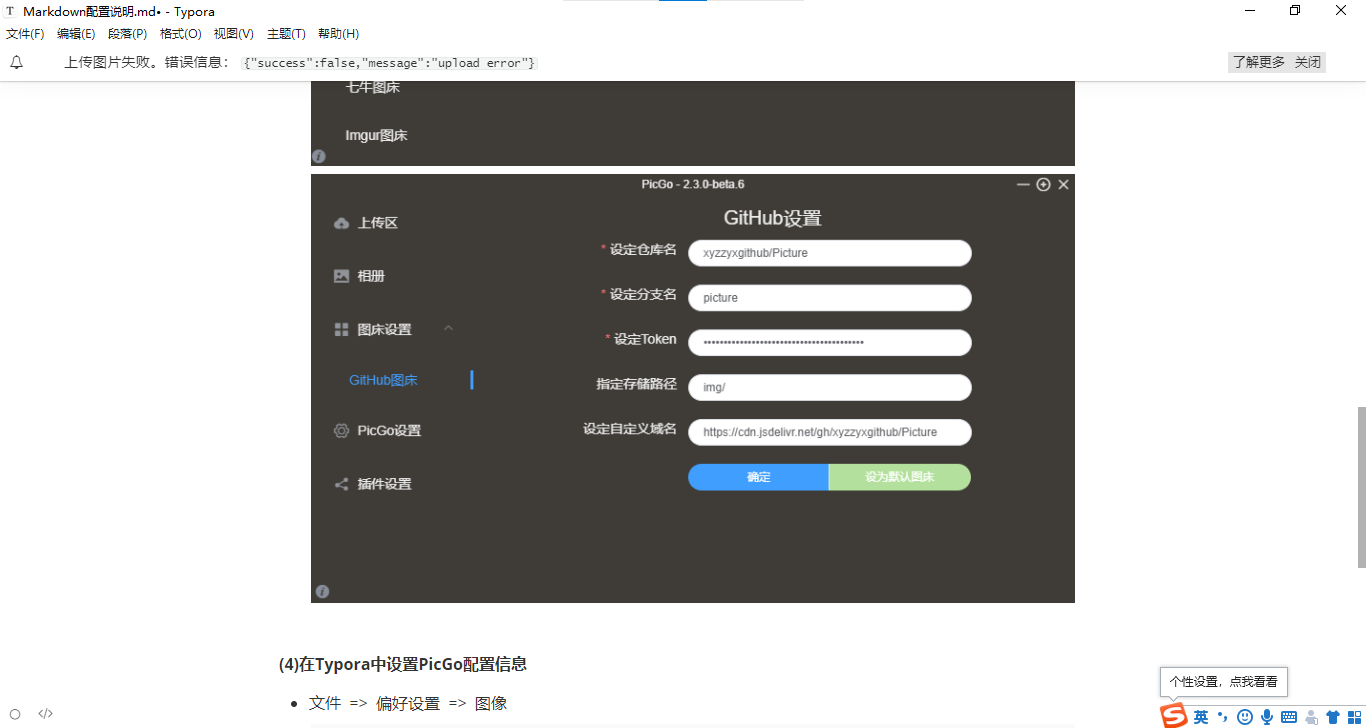 T Markdown配置说明.md• - Typora
文件(F) 编辑(E) 段落(P) 格式(O) 视图(V) 主题(T) 帮助(H)
上传图片失败。错误信息： {"success":false,"message":"upload error"} 了解更多 关闭
七牛图床
Imgur图床
PicGo - 2.3.0-beta.6
上传区
相册
图床设置
GitHub图床
PicGo设置
插件设置
GitHub设置
* 设定仓库名 xyzzyxgithub/Picture
* 设定分支名 picture
* 设定Token ••••••••••••••••••••••••••••••••••••••••
指定存储路径 img/
设定自定义域名 https://cdn.jsdelivr.net/gh/xyzzyxgithub/Picture
确定 设为默认图床
(4)在Typora中设置PicGo配置信息
• 文件 => 偏好设置 => 图像
个性设置，点我看看
S 英